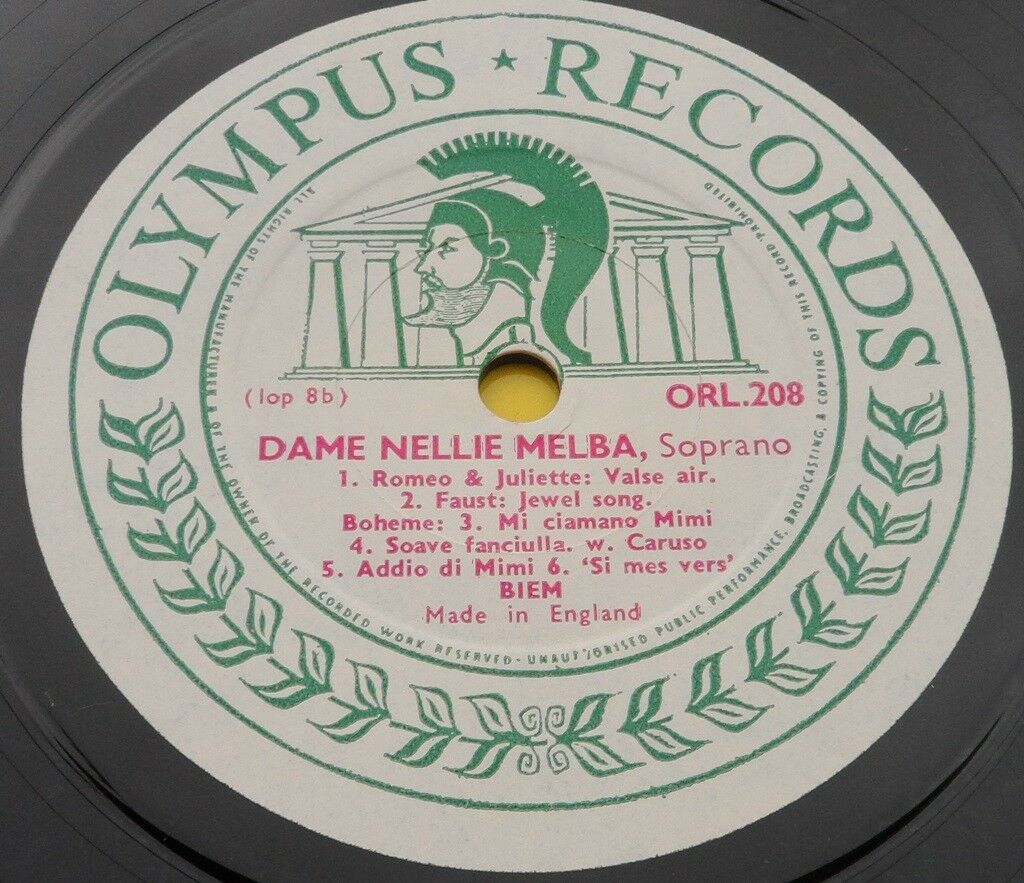 OLYMPUS ★ RECORDS
(lop 8b)
ORL.208
DAME NELLIE MELBA, Soprano
1. Romeo & Juliette: Valse air.
2. Faust: Jewel song.
Boheme: 3. Mi ciamano Mimi
4. Soave fanciulla. w. Caruso
5. Addio di Mimi 6. 'Si mes vers'
BIEM
Made in England
ALL RIGHTS OF THE MANUFACTURER & OF THE OWNER OF THE RECORDED WORK RESERVED - UNAUT'/ORISED PUBLIC PERFORMANCE, BROADCASTING, & COPYING OF THIS RECORD PROHIBITED